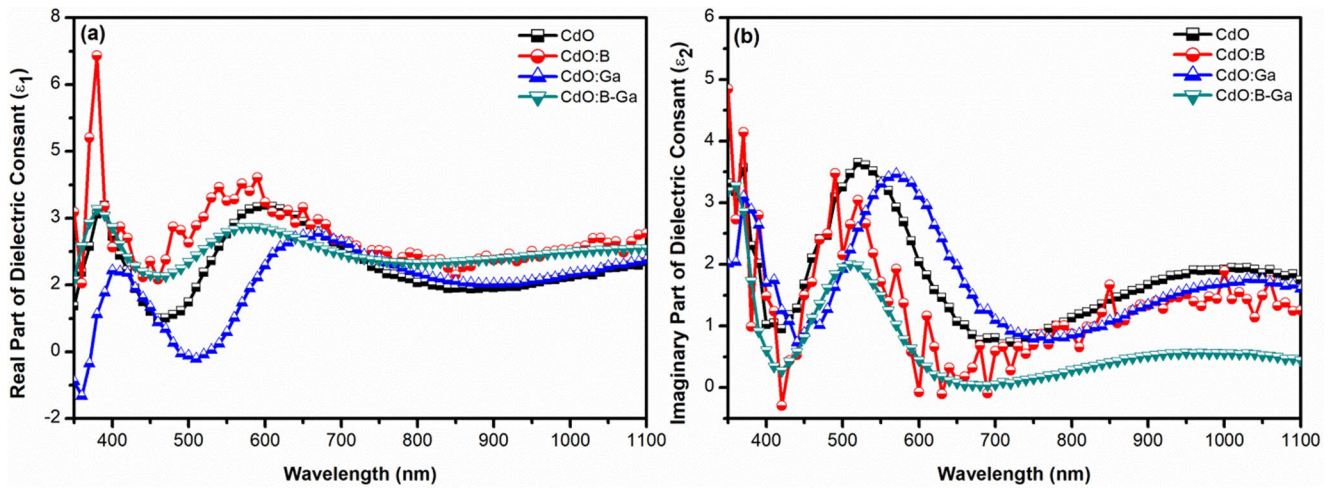 (a)
CdO
CdO:B
CdO:Ga
CdO:B-Ga
8
7
5
3
2
0
-2
Real Part of Dielectric Consant (ε1)
400 500 600 700 800 900 1000 1100
Wavelength (nm)
(b)
CdO
CdO:B
CdO:Ga
CdO:B-Ga
6
5
4
3
2
1
0
Imaginary Part of Dielectric Consant (ε2)
400 500 600 700 800 900 1000 1100
Wavelength (nm)